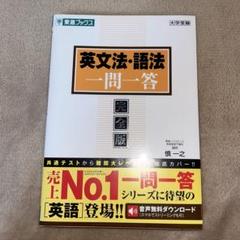 東進ブックス
大学受験
英文法・語法
一問一答
完全版
慎一之
共通テストから難関大レベルまで
カバー!!
売上No.1一問一答
シリーズに待望の
[英語]登場!!
音声無料ダウンロード